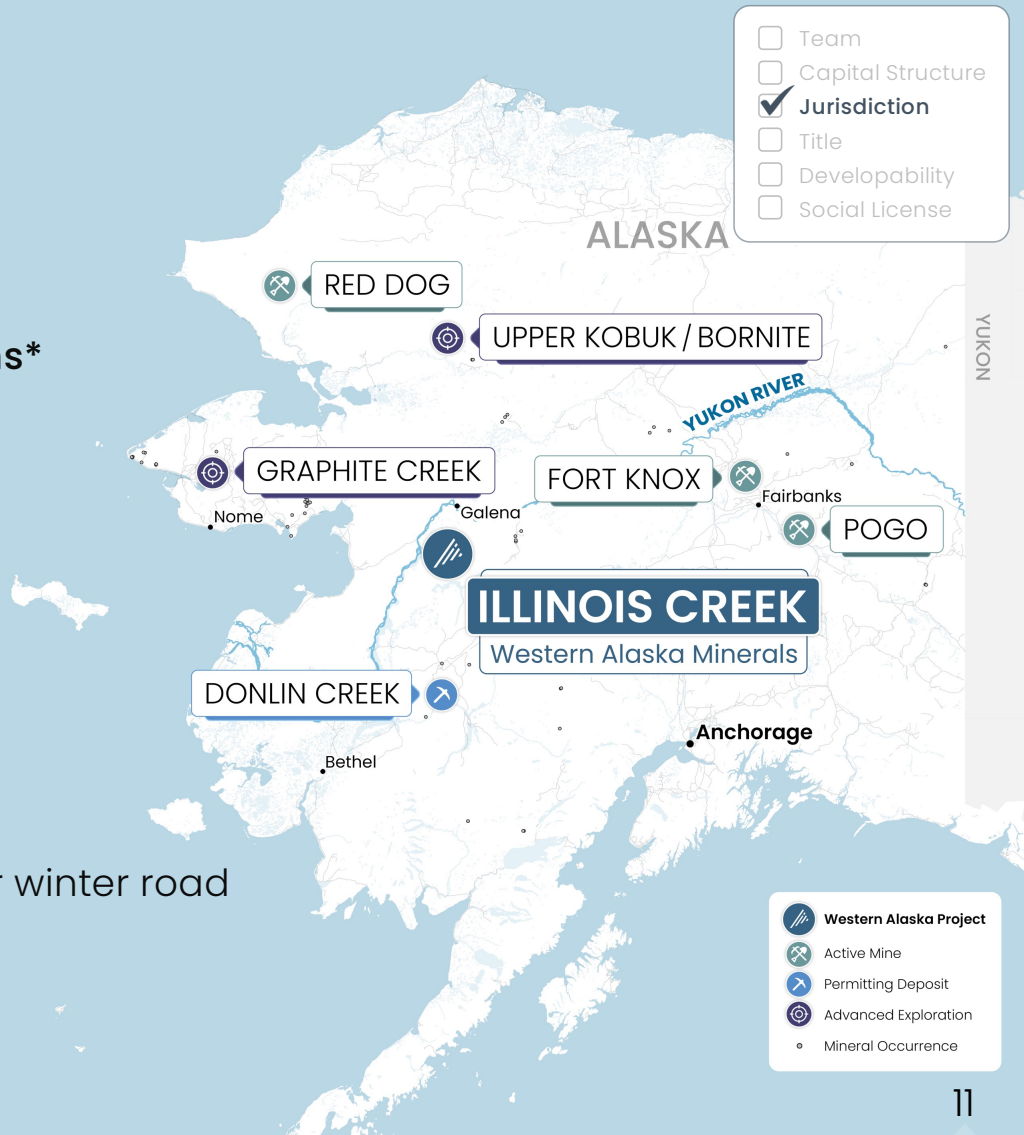 Team
Capital Structure
Jurisdiction
Title
Developability
Social License
ALASKA
RED DOG
UPPER KOBUK / BORNITE
YUKON
ns*
YUKON RIVER
GRAPHITE CREEK
FORT KNOX
Fairbanks
Nome
Galena
POGO
ILLINOIS CREEK
Western Alaska Minerals
DONLIN CREEK
Anchorage
Bethel
r winter road
Western Alaska Project
Active Mine
Permitting Deposit
Advanced Exploration
Mineral Occurrence
11